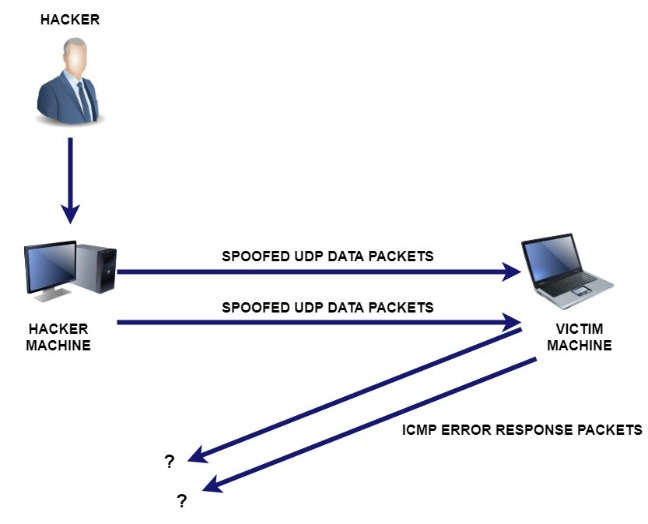 HACKER
SPOOFED UDP DATA PACKETS
SPOOFED UDP DATA PACKETS
HACKER
MACHINE
VICTIM
MACHINE
ICMP ERROR RESPONSE PACKETS
?
?